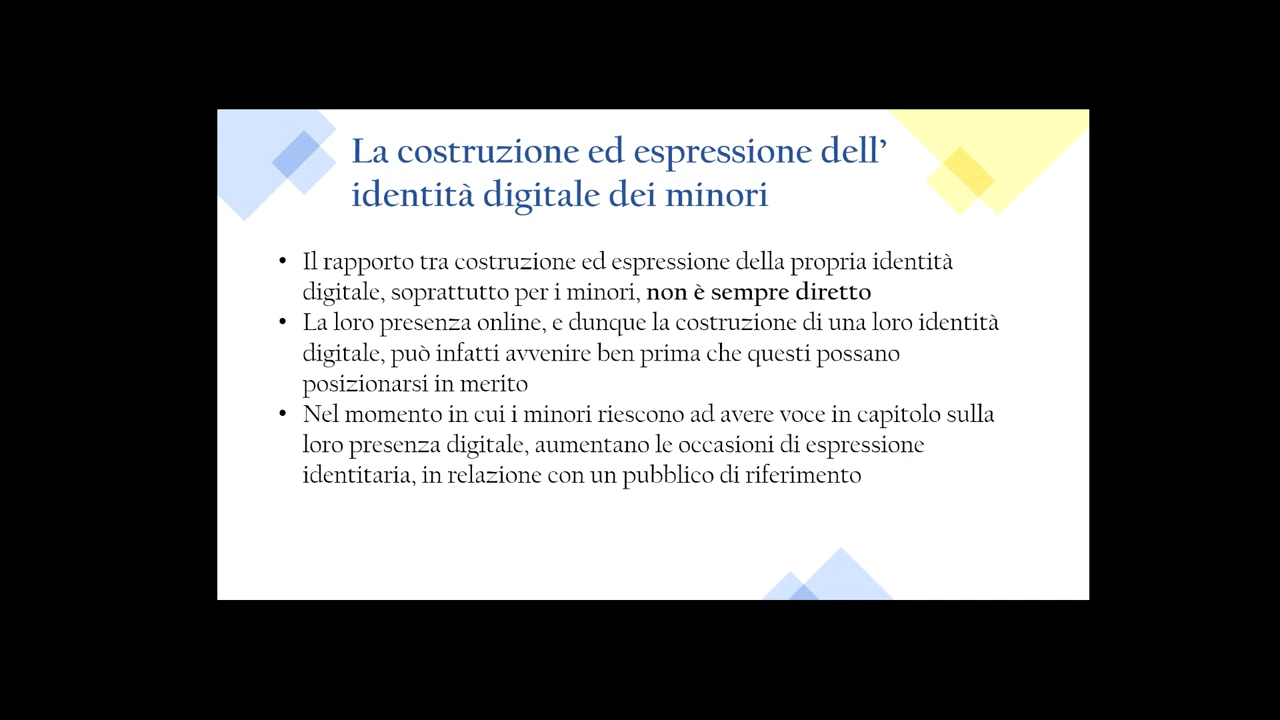 La costruzione ed espressione dell’
identità digitale dei minori
• Il rapporto tra costruzione ed espressione della propria identità
digitale, soprattutto per i minori, non è sempre diretto
• La loro presenza online, e dunque la costruzione di una loro identità
digitale, può infatti avvenire ben prima che questi possano
posizionarsi in merito
• Nel momento in cui i minori riescono ad avere voce in capitolo sulla
loro presenza digitale, aumentano le occasioni di espressione
identitaria, in relazione con un pubblico di riferimento